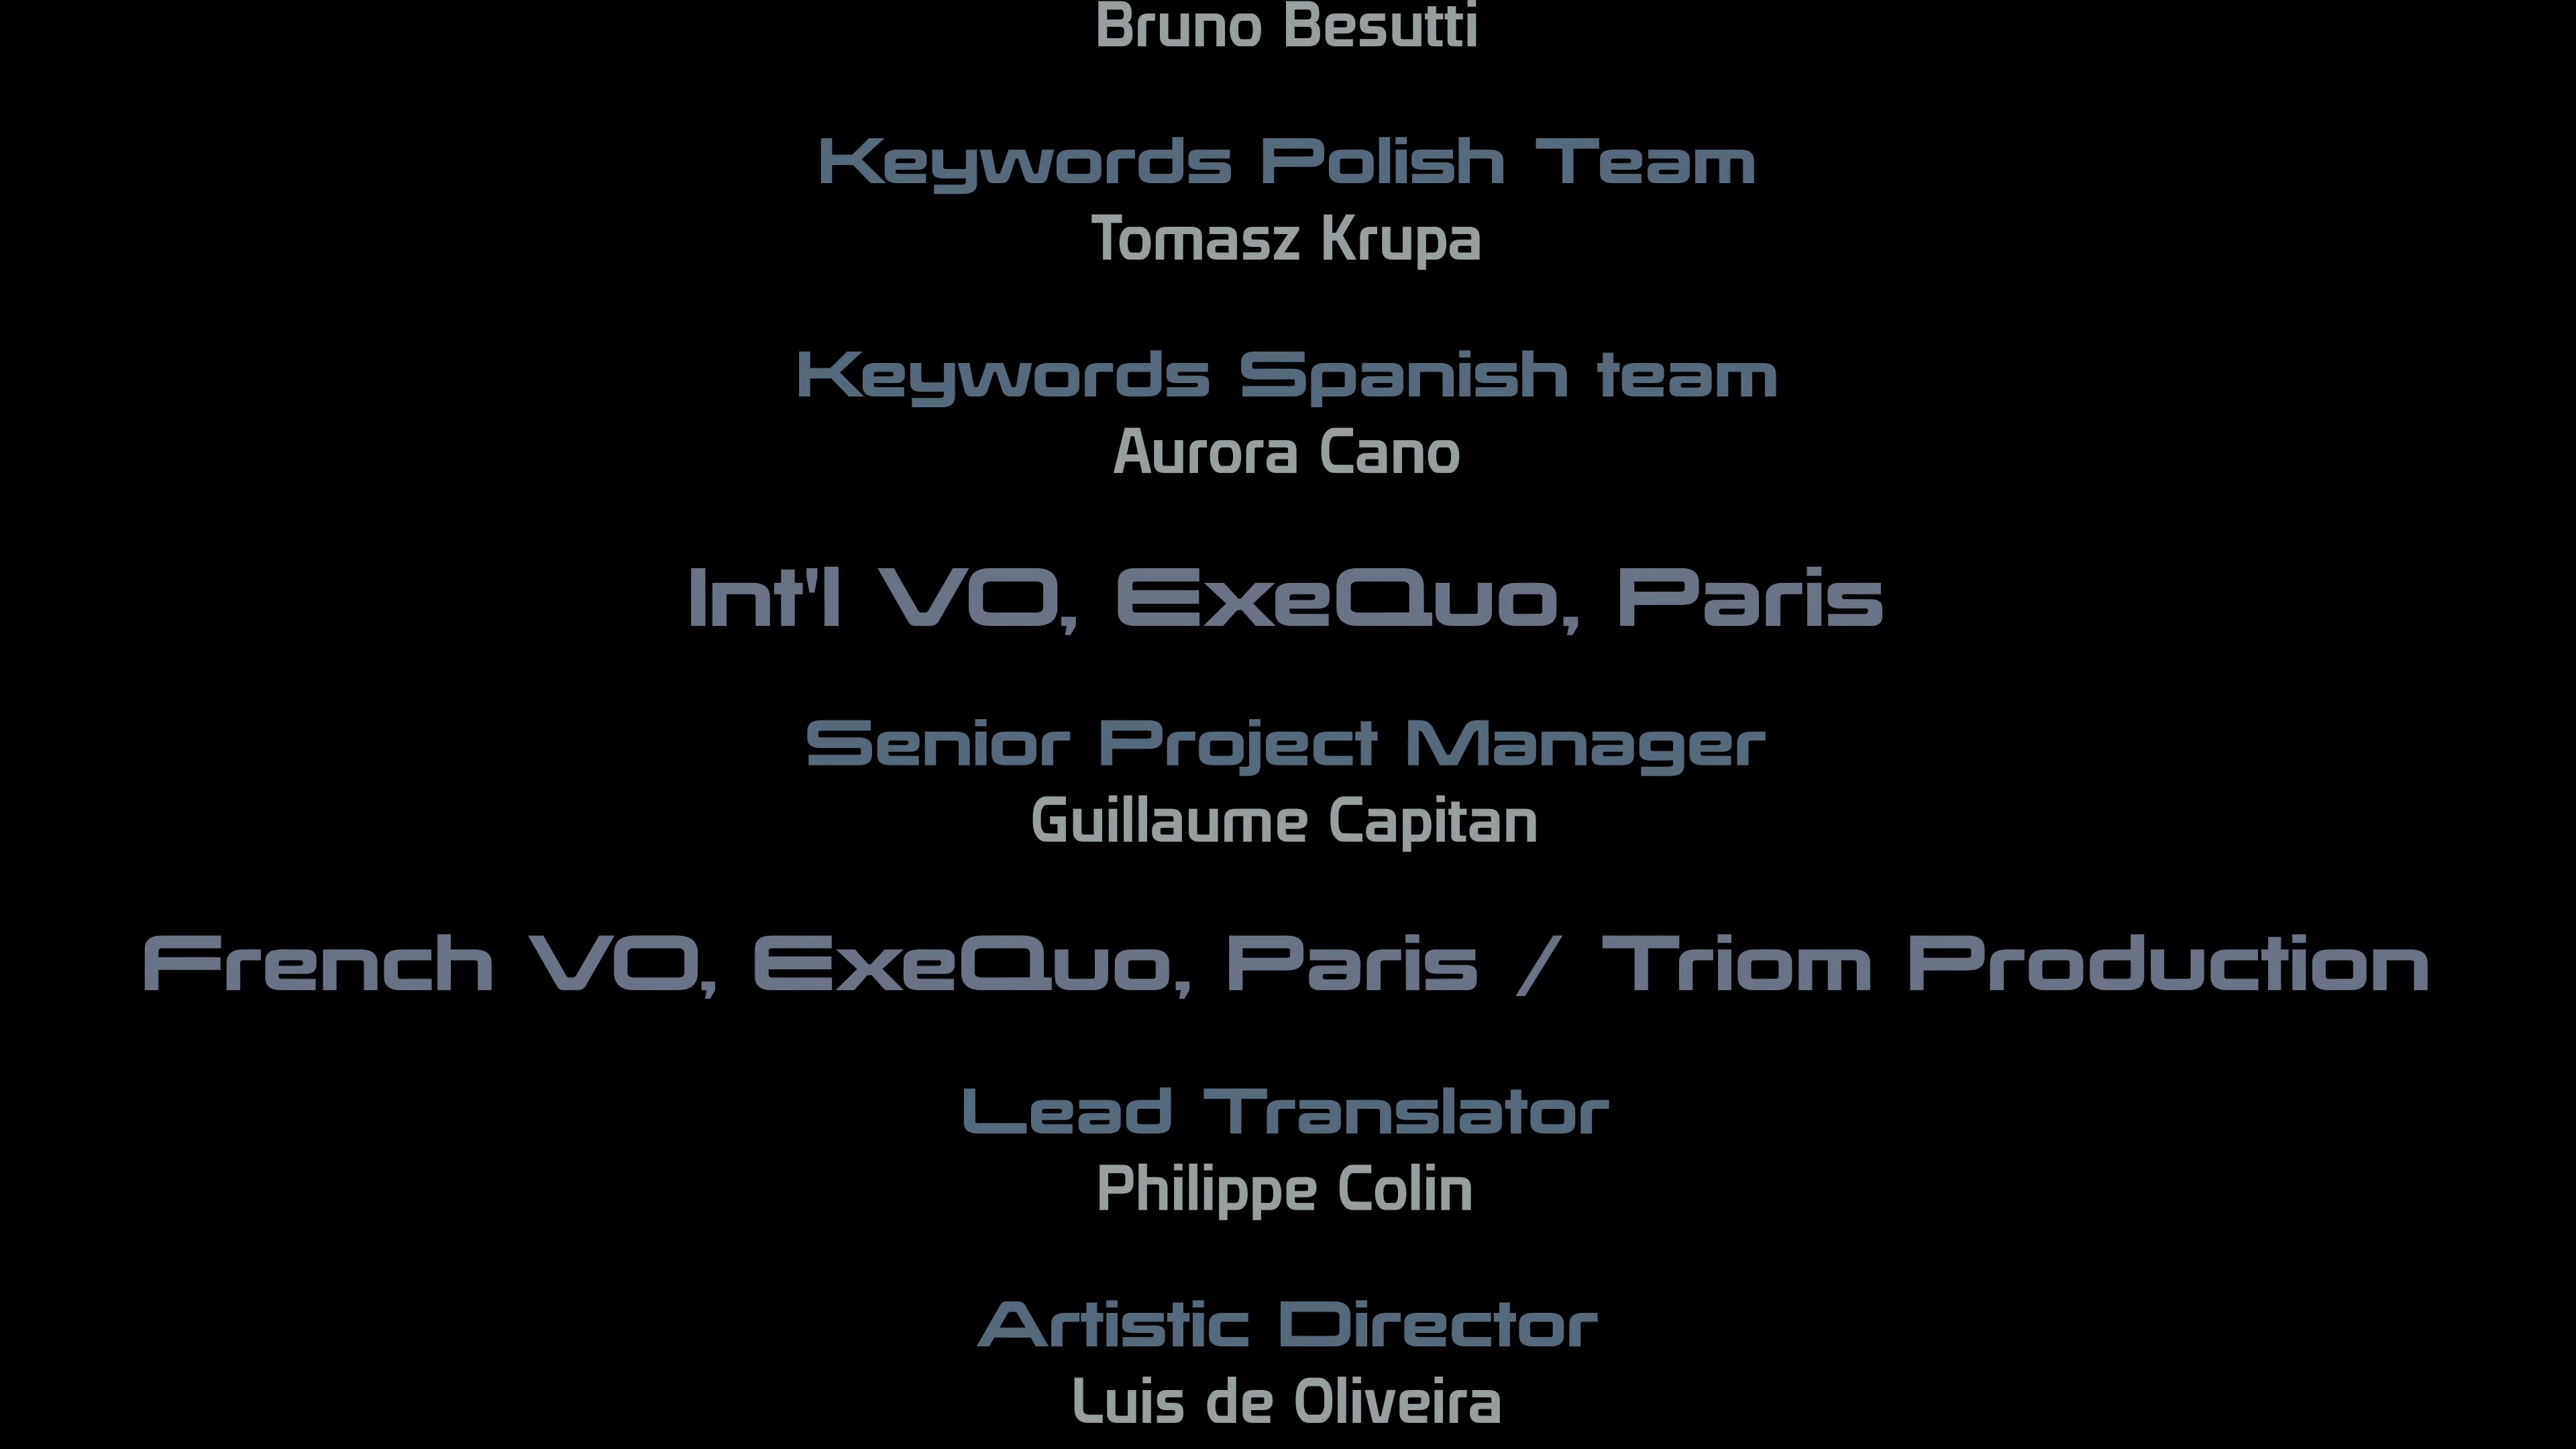 Bruno Besutti
Keywords Polish Team
Tomasz Krupa
Keywords Spanish team
Aurora Cano
Int'l VO, ExeQuo, Paris
Senior Project Manager
Guillaume Capitan
French VO, ExeQuo, Paris / Triom Production
Lead Translator
Philippe Colin
Artistic Director
Luis de Oliveira